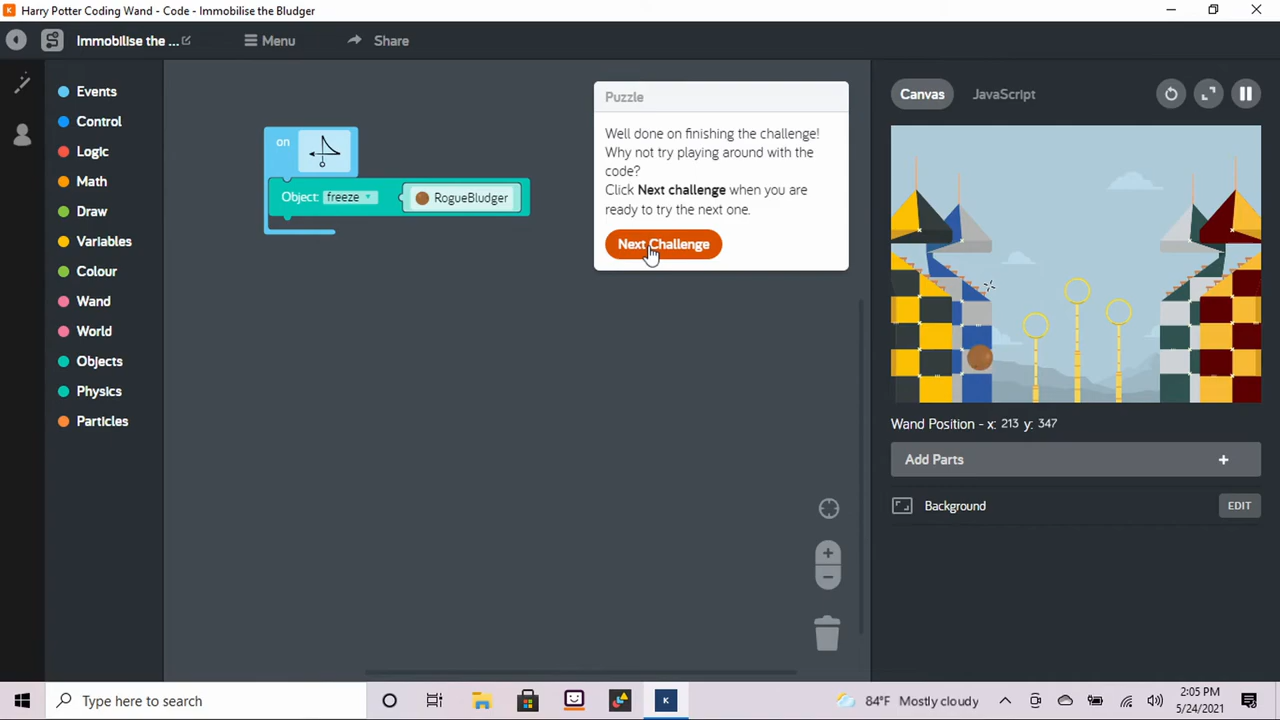 Harry Potter Coding Wand - Code - Immobilise the Bludger
Immobilise the ...
Menu
Share
Events
Control
Logic
Math
Draw
Variables
Colour
Wand
World
Objects
Physics
Particles
on
Object: freeze RogueBludger
Puzzle
Well done on finishing the challenge!
Why not try playing around with the
code?
Click Next challenge when you are
ready to try the next one.
Next Challenge
Canvas
JavaScript
Wand Position - x: 213 y: 347
Add Parts +
Background
EDIT
Type here to search
K
84°F Mostly cloudy
2:05 PM
5/24/2021